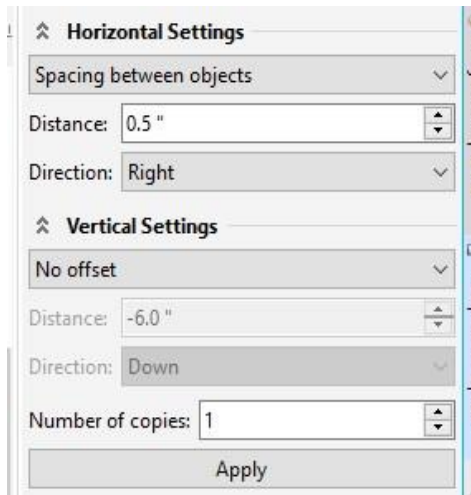 Horizontal Settings
Spacing between objects
Distance: 0.5 "
Direction: Right
Vertical Settings
No offset
Distance: -6.0 "
Direction: Down
Number of copies: 1
Apply